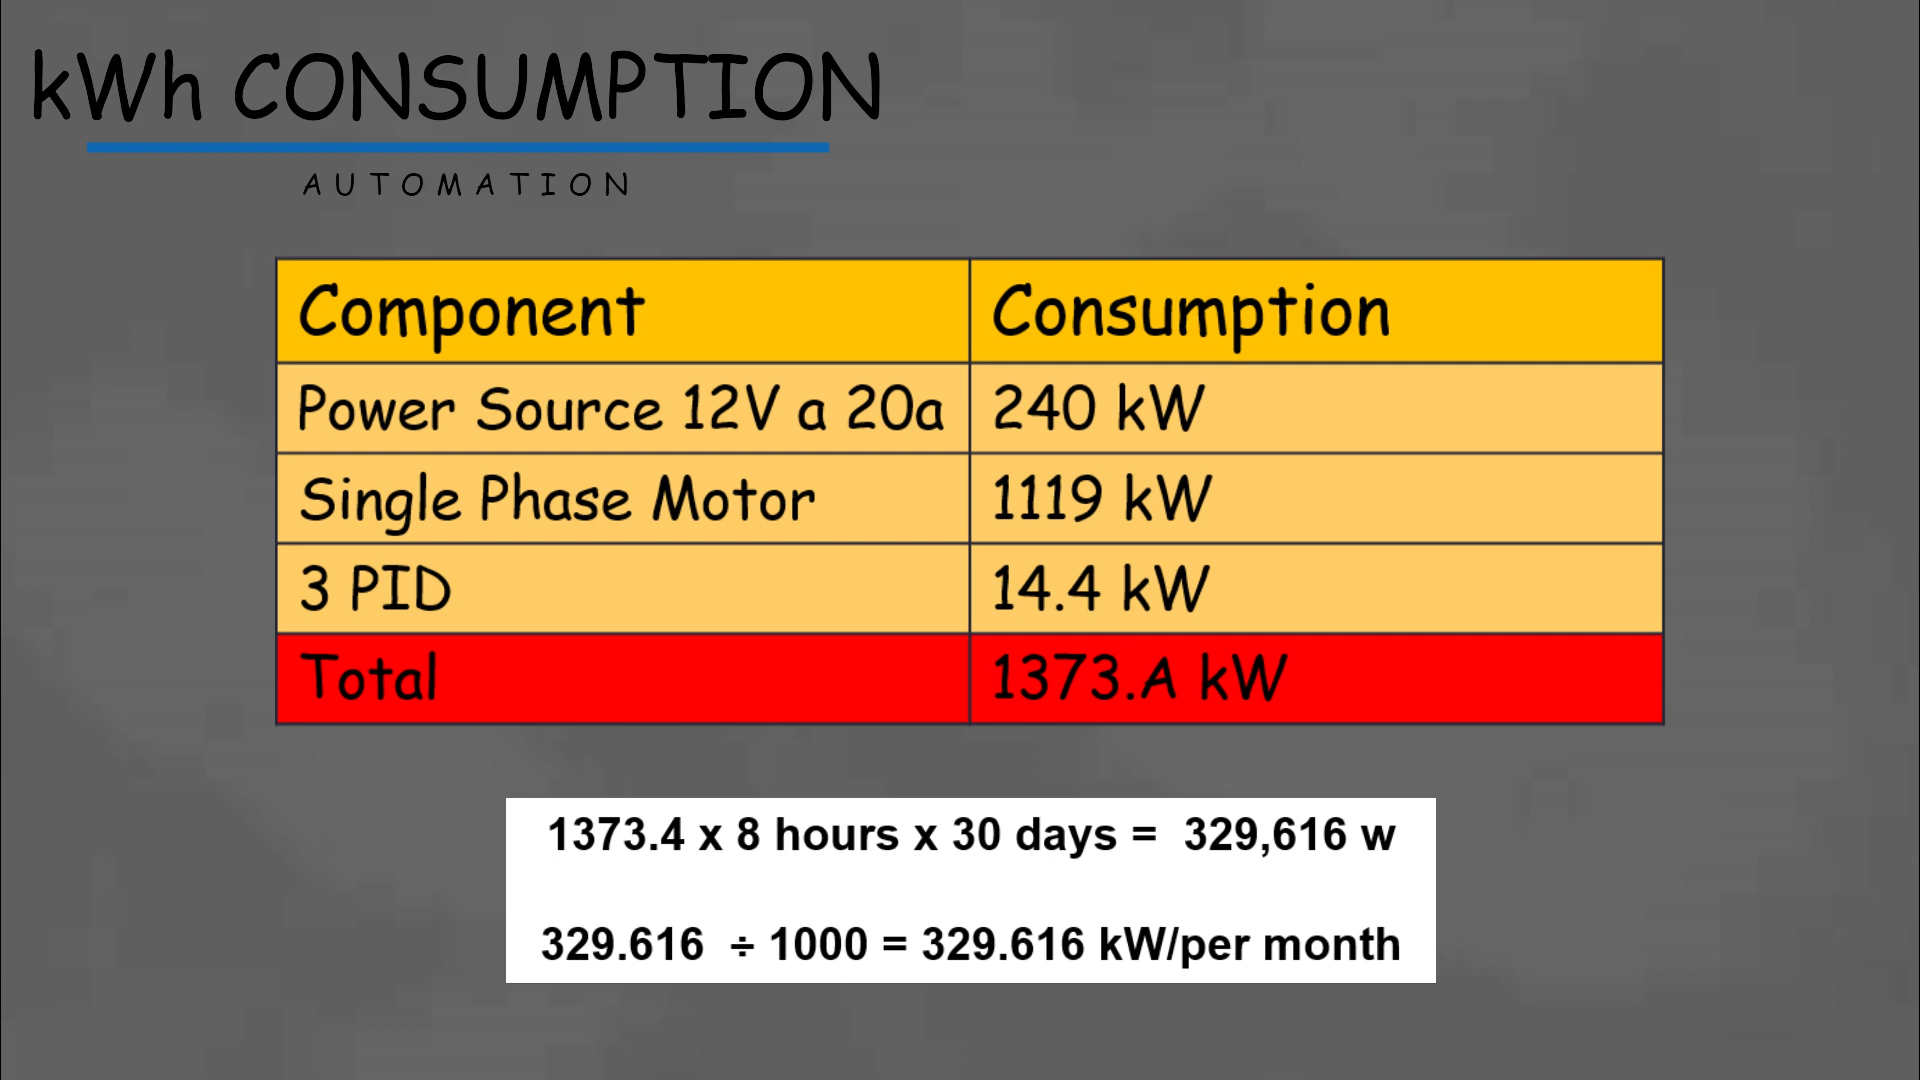 kWh CONSUMPTION
AUTOMATION
Component Consumption
Power Source 12V a 20a 240 kW
Single Phase Motor 1119 kW
3 PID 14.4 kW
Total 1373.A kW
1373.4 x 8 hours x 30 days = 329,616 w
329.616 ÷ 1000 = 329.616 kW/per month